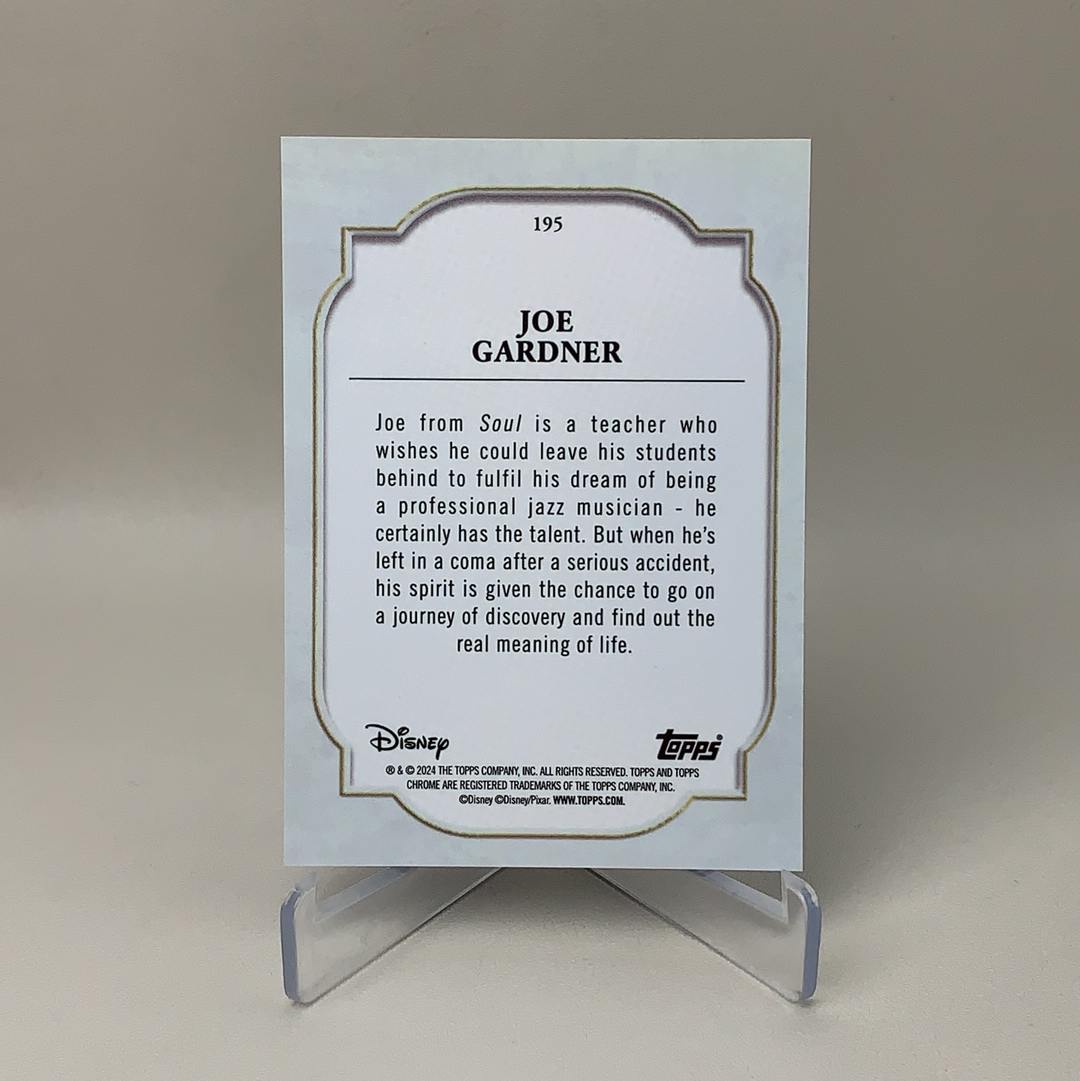 195
JOE
GARDNER
Joe from Soul is a teacher who
wishes he could leave his students
behind to fulfil his dream of being
a professional jazz musician - he
certainly has the talent. But when he's
left in a coma after a serious accident,
his spirit is given the chance to go on
a journey of discovery and find out the
real meaning of life.
Disney topps
® & © 2024 THE TOPPS COMPANY, INC. ALL RIGHTS RESERVED. TOPPS AND TOPPS
CHROME ARE REGISTERED TRADEMARKS OF THE TOPPS COMPANY, INC.
©Disney ©Disney/Pixar. WWW.TOPPS.COM.